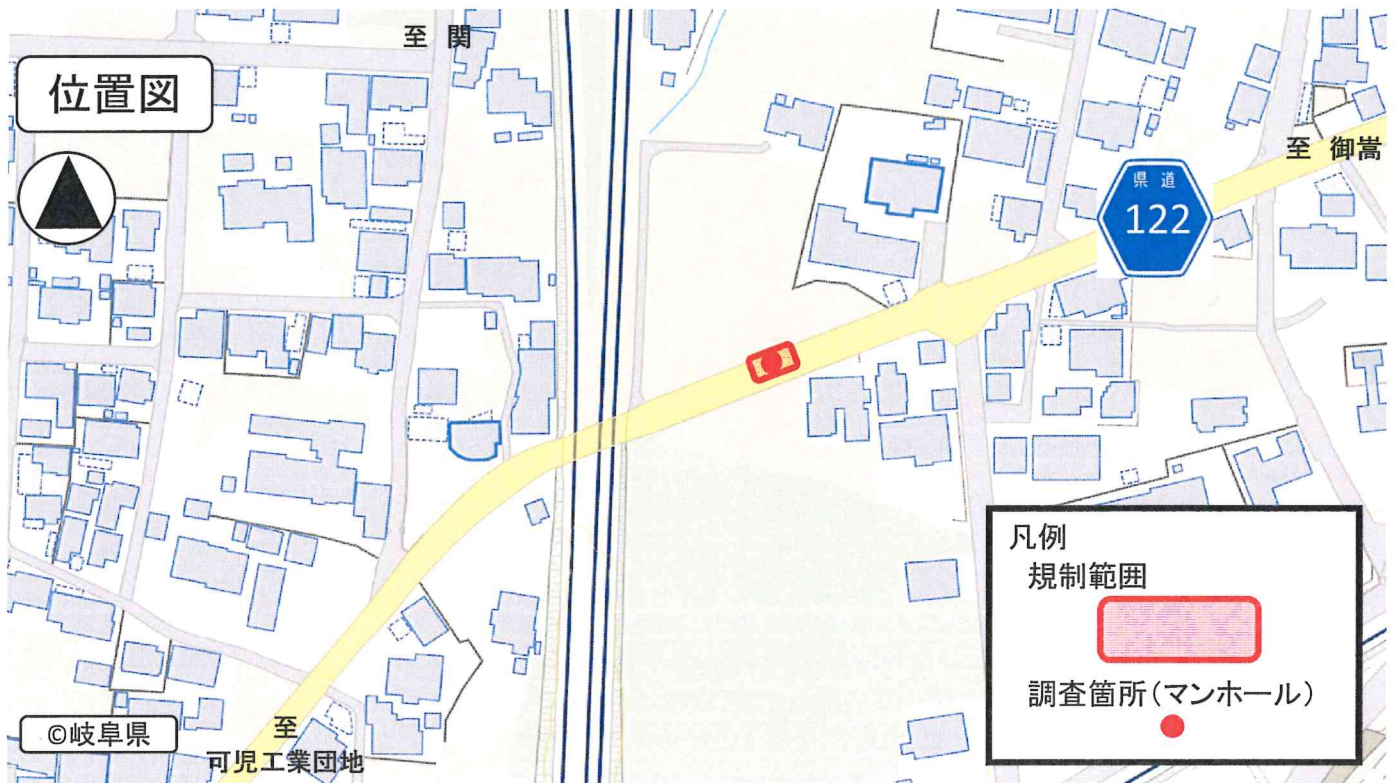 至 関
位置図
至 御嵩
県道
122
凡例
規制範囲
調査箇所(マンホール)
©岐阜県
至
可児工業団地